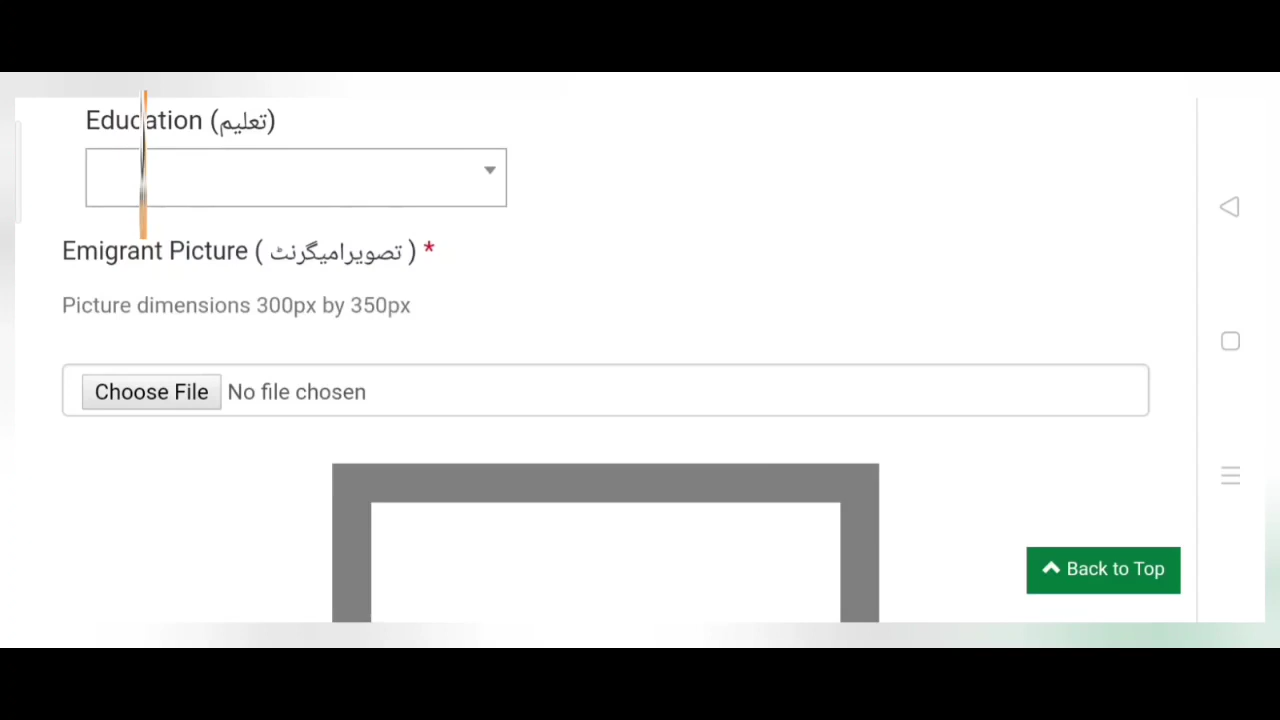 Education (تعلیم)
Emigrant Picture ( تصویرامیگرنٹ ) *
Picture dimensions 300px by 350px
Choose File No file chosen
Back to Top